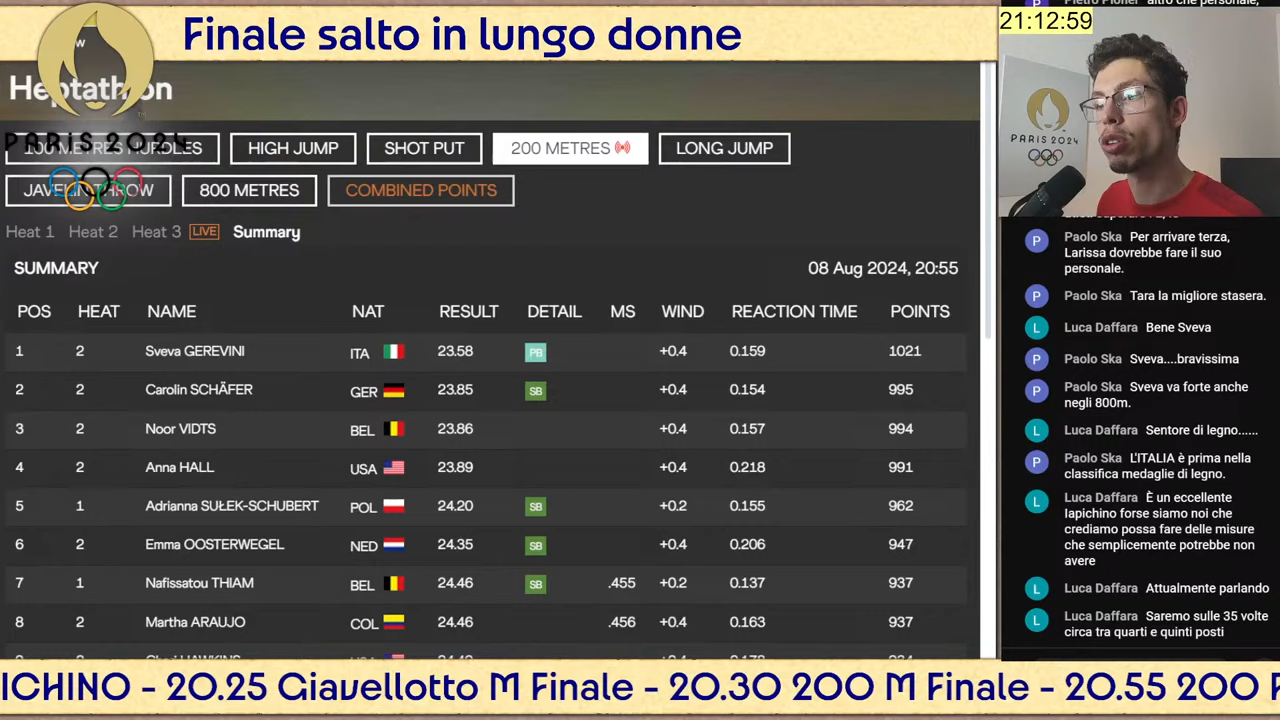 Finale salto in lungo donne
21:12:59
Heptathlon
PARIS 2024
100 METRES HURDLES HIGH JUMP SHOT PUT 200 METRES LONG JUMP
JAVELIN THROW 800 METRES COMBINED POINTS
Heat 1 Heat 2 Heat 3 LIVE Summary
SUMMARY 08 Aug 2024, 20:55
POS HEAT NAME NAT RESULT DETAIL MS WIND REACTION TIME POINTS
1 2 Sveva GEREVINI ITA 23.58 PB +0.4 0.159 1021
2 2 Carolin SCHÄFER GER 23.85 SB +0.4 0.154 995
3 2 Noor VIDTS BEL 23.86 +0.4 0.157 994
4 2 Anna HALL USA 23.89 +0.4 0.218 991
5 1 Adrianna SUŁEK-SCHUBERT POL 24.20 SB +0.2 0.155 962
6 2 Emma OOSTERWEGEL NED 24.35 SB +0.4 0.206 947
7 1 Nafissatou THIAM BEL 24.46 SB .455 +0.2 0.137 937
8 2 Martha ARAUJO COL 24.46 .456 +0.4 0.163 937
PARIS 2024
P Paolo Ska Per arrivare terza,
Larissa dovrebbe fare il suo
personale.
P Paolo Ska Tara la migliore stasera.
L Luca Daffara Bene Sveva
P Paolo Ska Sveva....bravissima
P Paolo Ska Sveva va forte anche
negli 800m.
L Luca Daffara Sentore di legno......
P Paolo Ska L'ITALIA è prima nella
classifica medaglie di legno.
L Luca Daffara È un eccellente
Iapichino forse siamo noi che
crediamo possa fare delle misure
che semplicemente potrebbe non
avere
L Luca Daffara Attualmente parlando
L Luca Daffara Saremo sulle 35 volte
circa tra quarti e quinti posti
ICHINO - 20.25 Giavellotto M Finale - 20.30 200 M Finale - 20.55 200